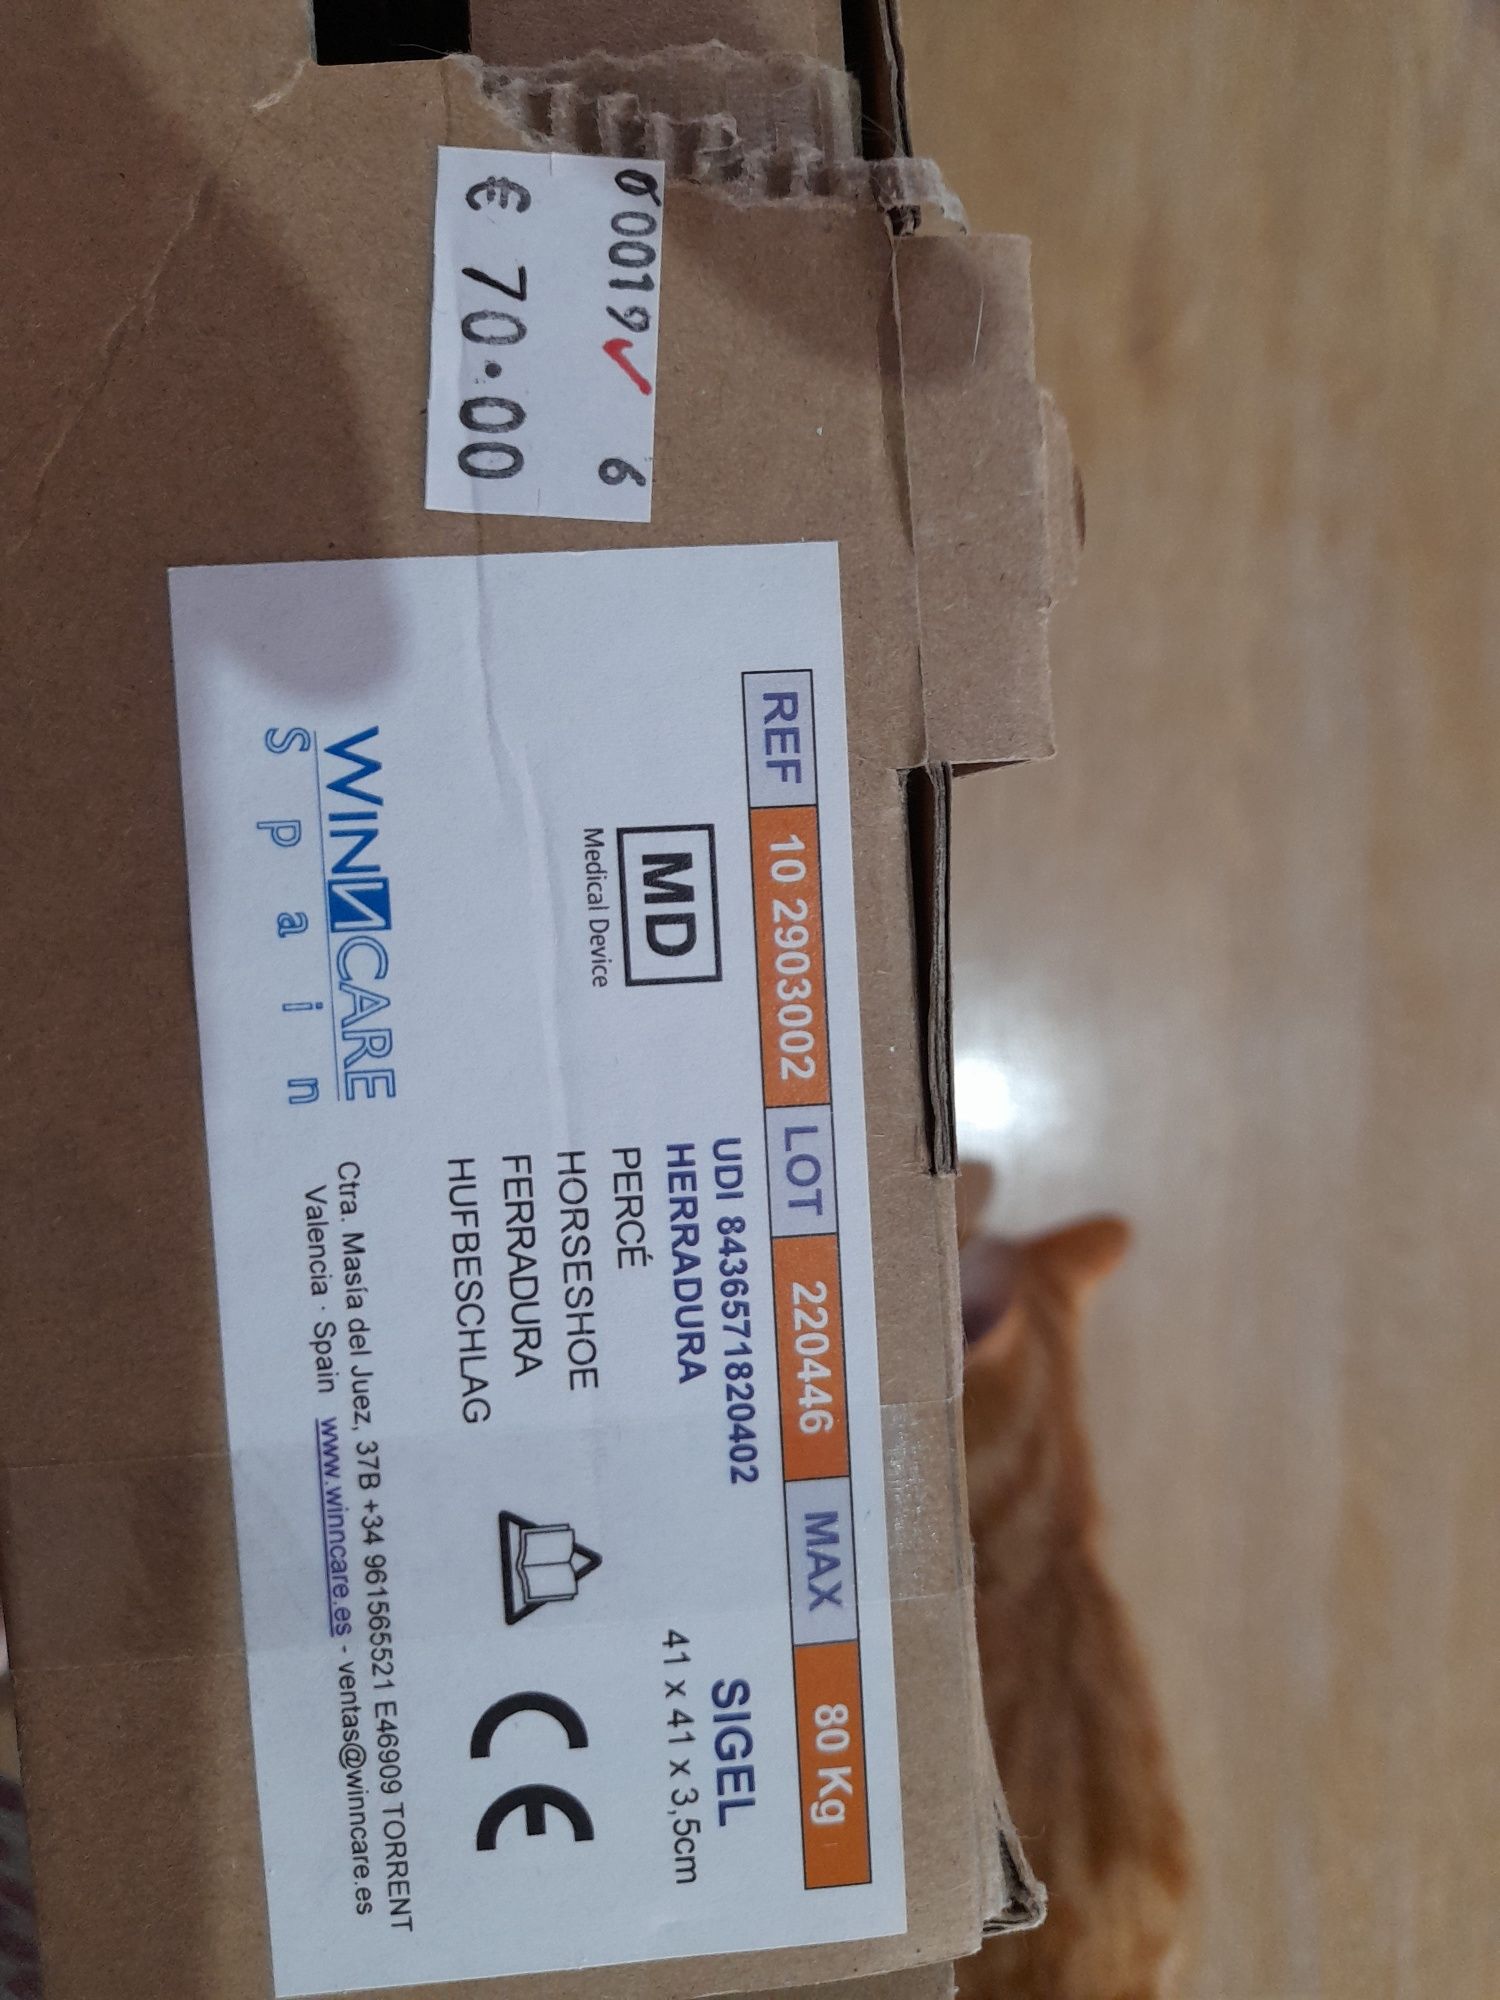 00019✓ 6
€ 70.00
REF 10 2903002 LOT 220446 MAX 80 Kg
MD
Medical Device
UDI 8436571820402
HERRADURA
PERCÉ
HORSESHOE
FERRADURA
HUFBESCHLAG
SIGEL
41 x 41 x 3,5cm
CE
WINNCARE
Spain
Ctra. Masía del Juez, 37B +34 961565521 E46909 TORRENT
Valencia · Spain www.winncare.es - ventas@winncare.es